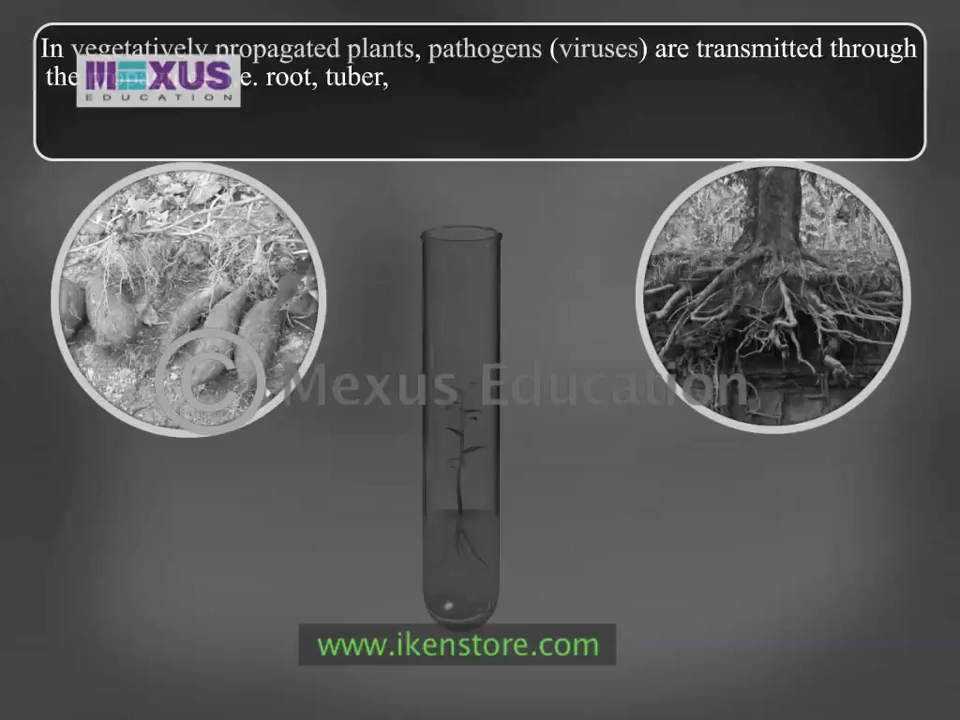 In vegetatively propagated plants, pathogens (viruses) are transmitted through
the i.e. root, tuber,
MEXUS
EDUCATION
© Mexus Education
www.ikenstore.com